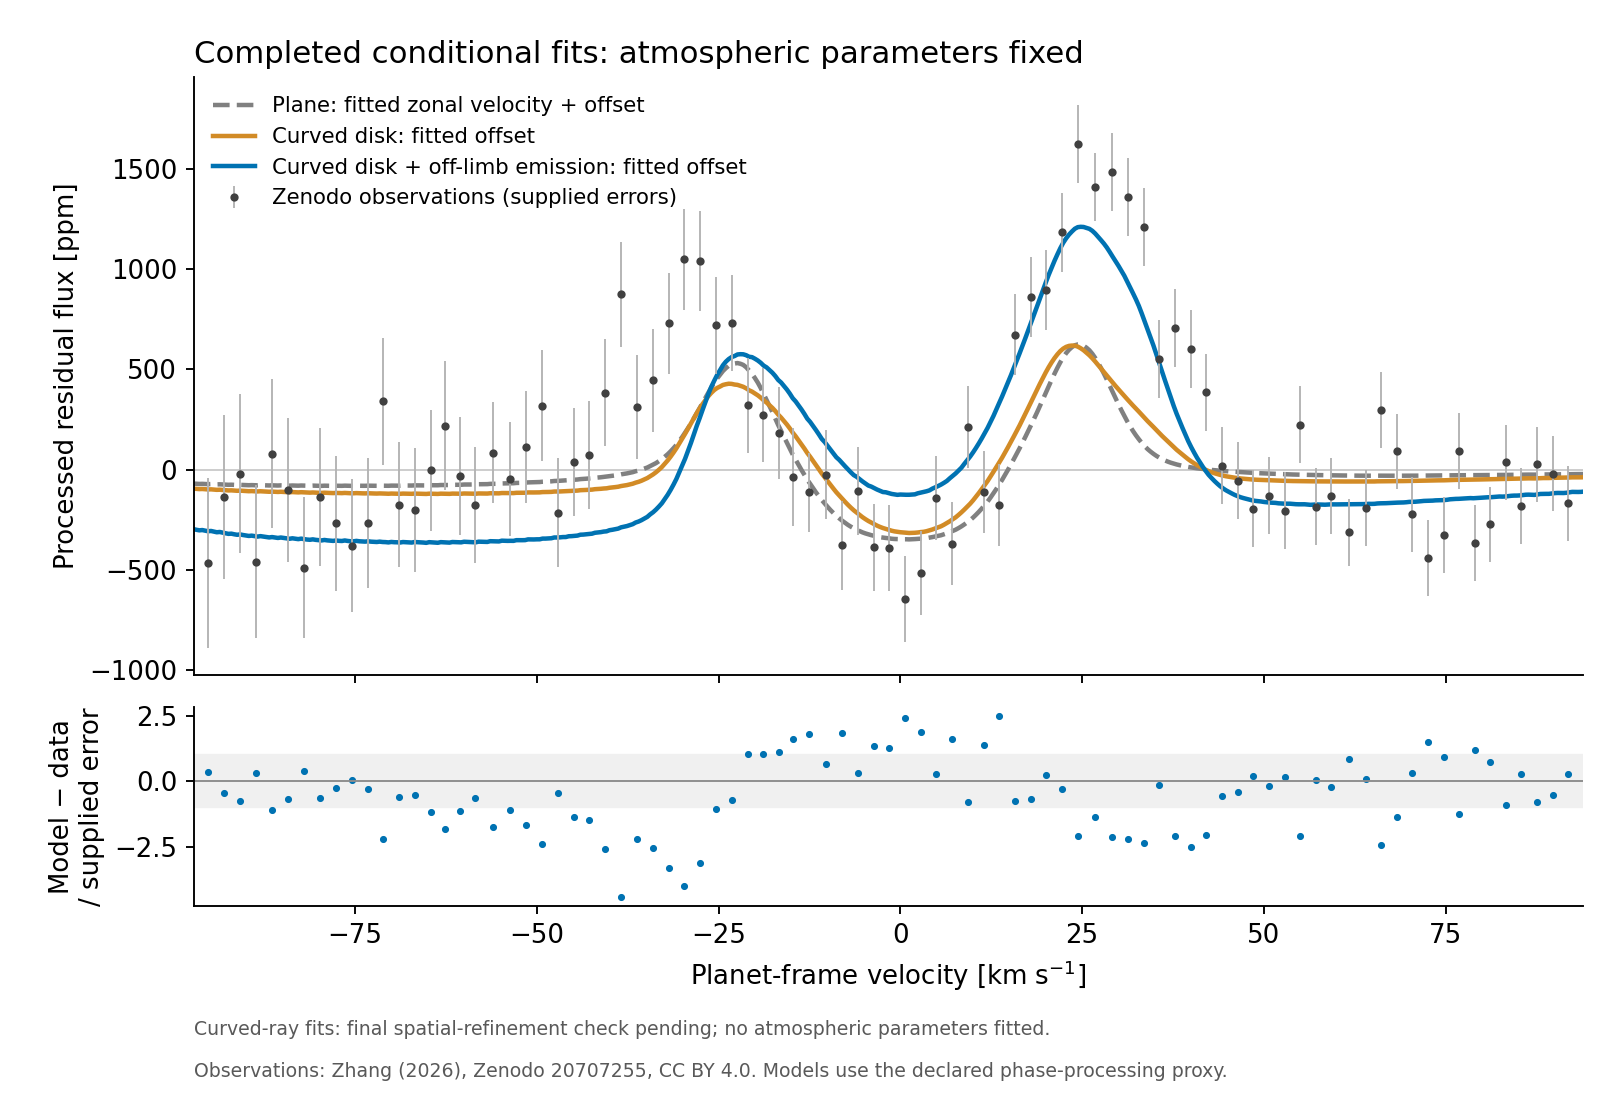 Completed conditional fits: atmospheric parameters fixed
Plane: fitted zonal velocity + offset
Curved disk: fitted offset
Curved disk + off-limb emission: fitted offset
Zenodo observations (supplied errors)
Processed residual flux [ppm]
1500
1000
500
0
−500
−1000
Model − data
/ supplied error
2.5
0.0
−2.5
−75
−50
−25
0
25
50
75
Planet-frame velocity [km s⁻¹]
Curved-ray fits: final spatial-refinement check pending; no atmospheric parameters fitted.
Observations: Zhang (2026), Zenodo 20707255, CC BY 4.0. Models use the declared phase-processing proxy.